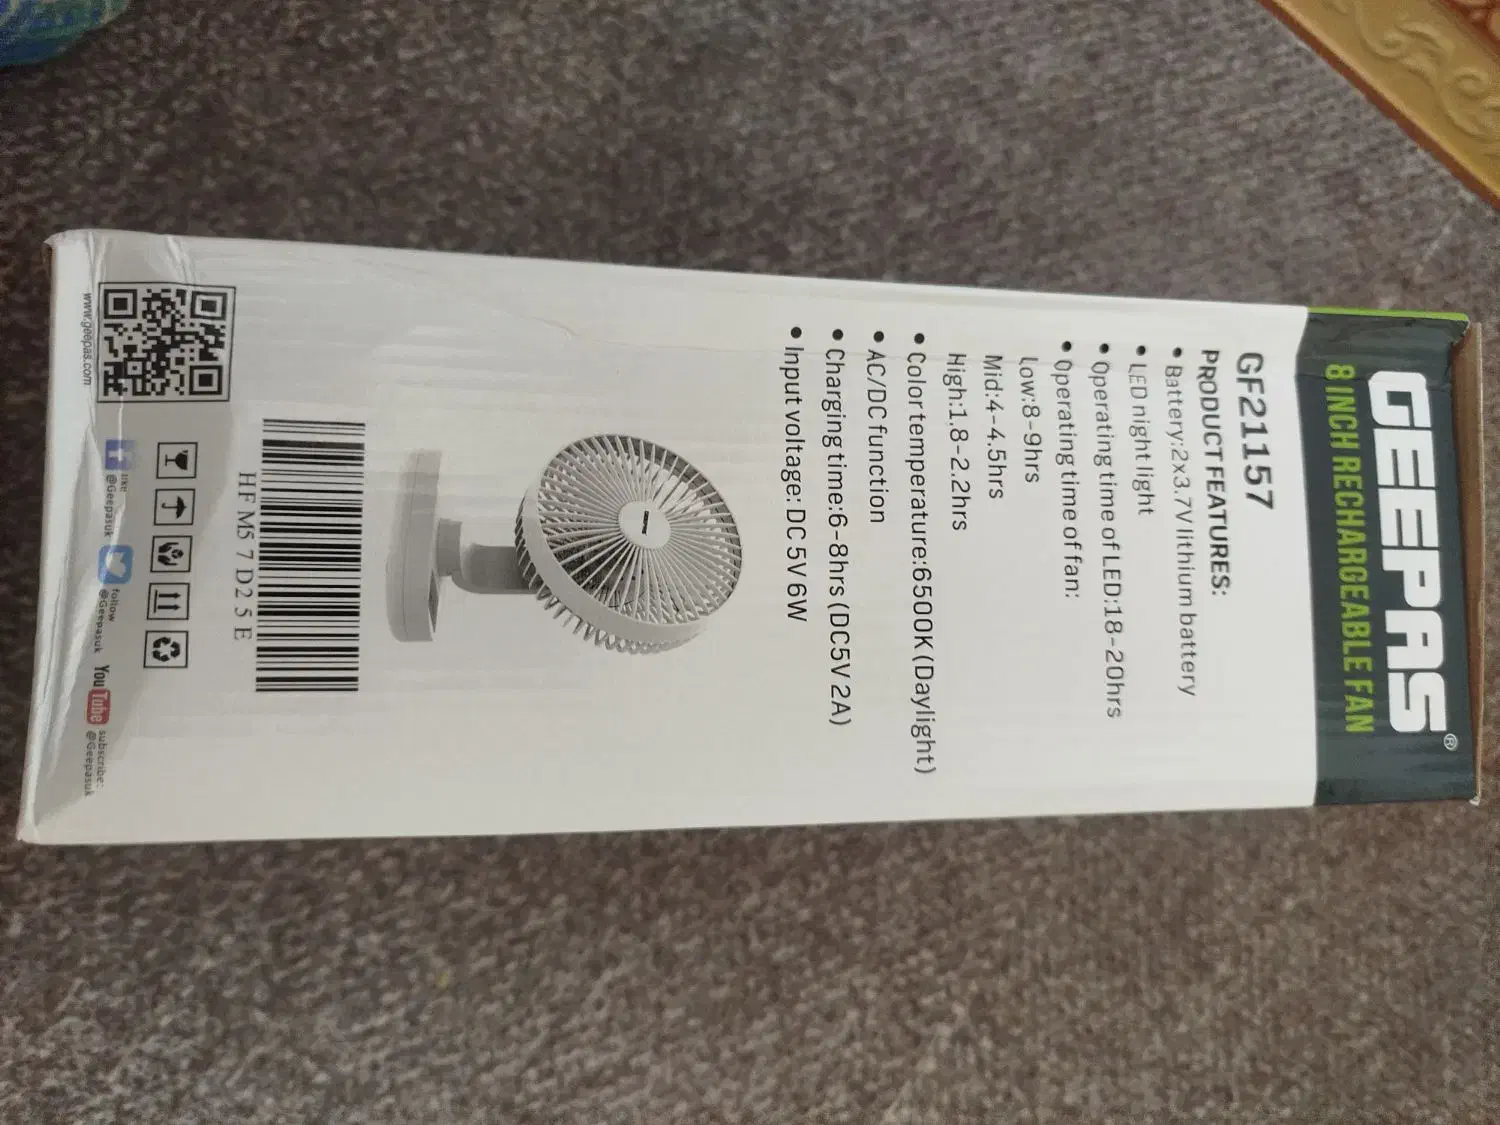 GEEPAS®
8 INCH RECHARGEABLE FAN
GF21157
PRODUCT FEATURES:
• Battery:2x3.7V lithium battery
• LED night light
• Operating time of LED:18-20hrs
• Operating time of fan:
Low:8-9hrs
Mid:4-4.5hrs
High:1.8-2.2hrs
• Color temperature:6500K (Daylight)
• AC/DC function
• Charging time:6-8hrs (DC5V 2A)
• Input voltage: DC 5V 6W
HF M5 7 D2 5 E
www.geepas.com
like
@Geepasuk
follow
@Geepasuk
You Tube
subscribe:
@Geepasuk